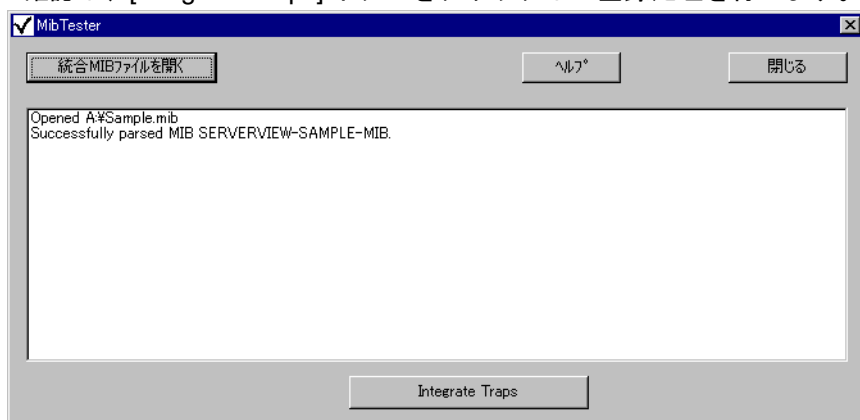 MibTester
統合MIBファイルを開く
ヘルプ
閉じる
Opened A:¥Sample.mib
Successfully parsed MIB SERVERVIEW-SAMPLE-MIB.
Integrate Traps